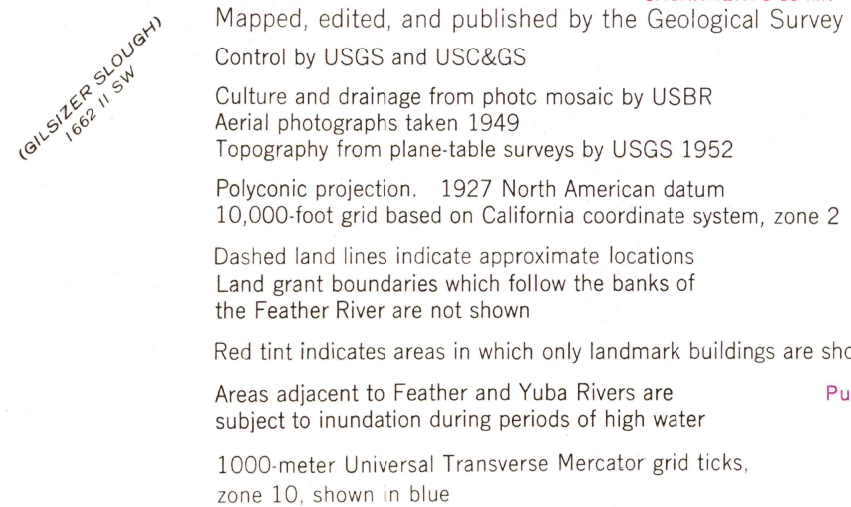 (GILSIZER SLOUGH)
1662 II SW
Mapped, edited, and published by the Geological Survey
Control by USGS and USC&GS
Culture and drainage from photc mosaic by USBR
Aerial photographs taken 1949
Topography from plane-table surveys by USGS 1952
Polyconic projection. 1927 North American datum
10,000-foot grid based on California coordinate system, zone 2
Dashed land lines indicate approximate locations
Land grant boundaries which follow the banks of
the Feather River are not shown
Red tint indicates areas in which only landmark buildings are sho
Areas adjacent to Feather and Yuba Rivers are
Pu
subject to inundation during periods of high water
1000-meter Universal Transverse Mercator grid ticks,
zone 10, shown in blue